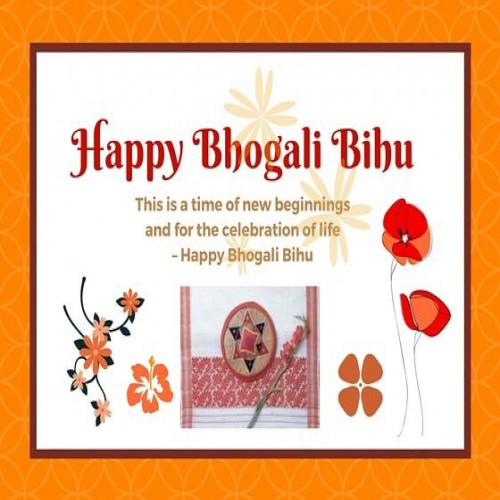 Happy Bhogali Bihu
This is a time of new beginnings
and for the celebration of life
- Happy Bhogali Bihu